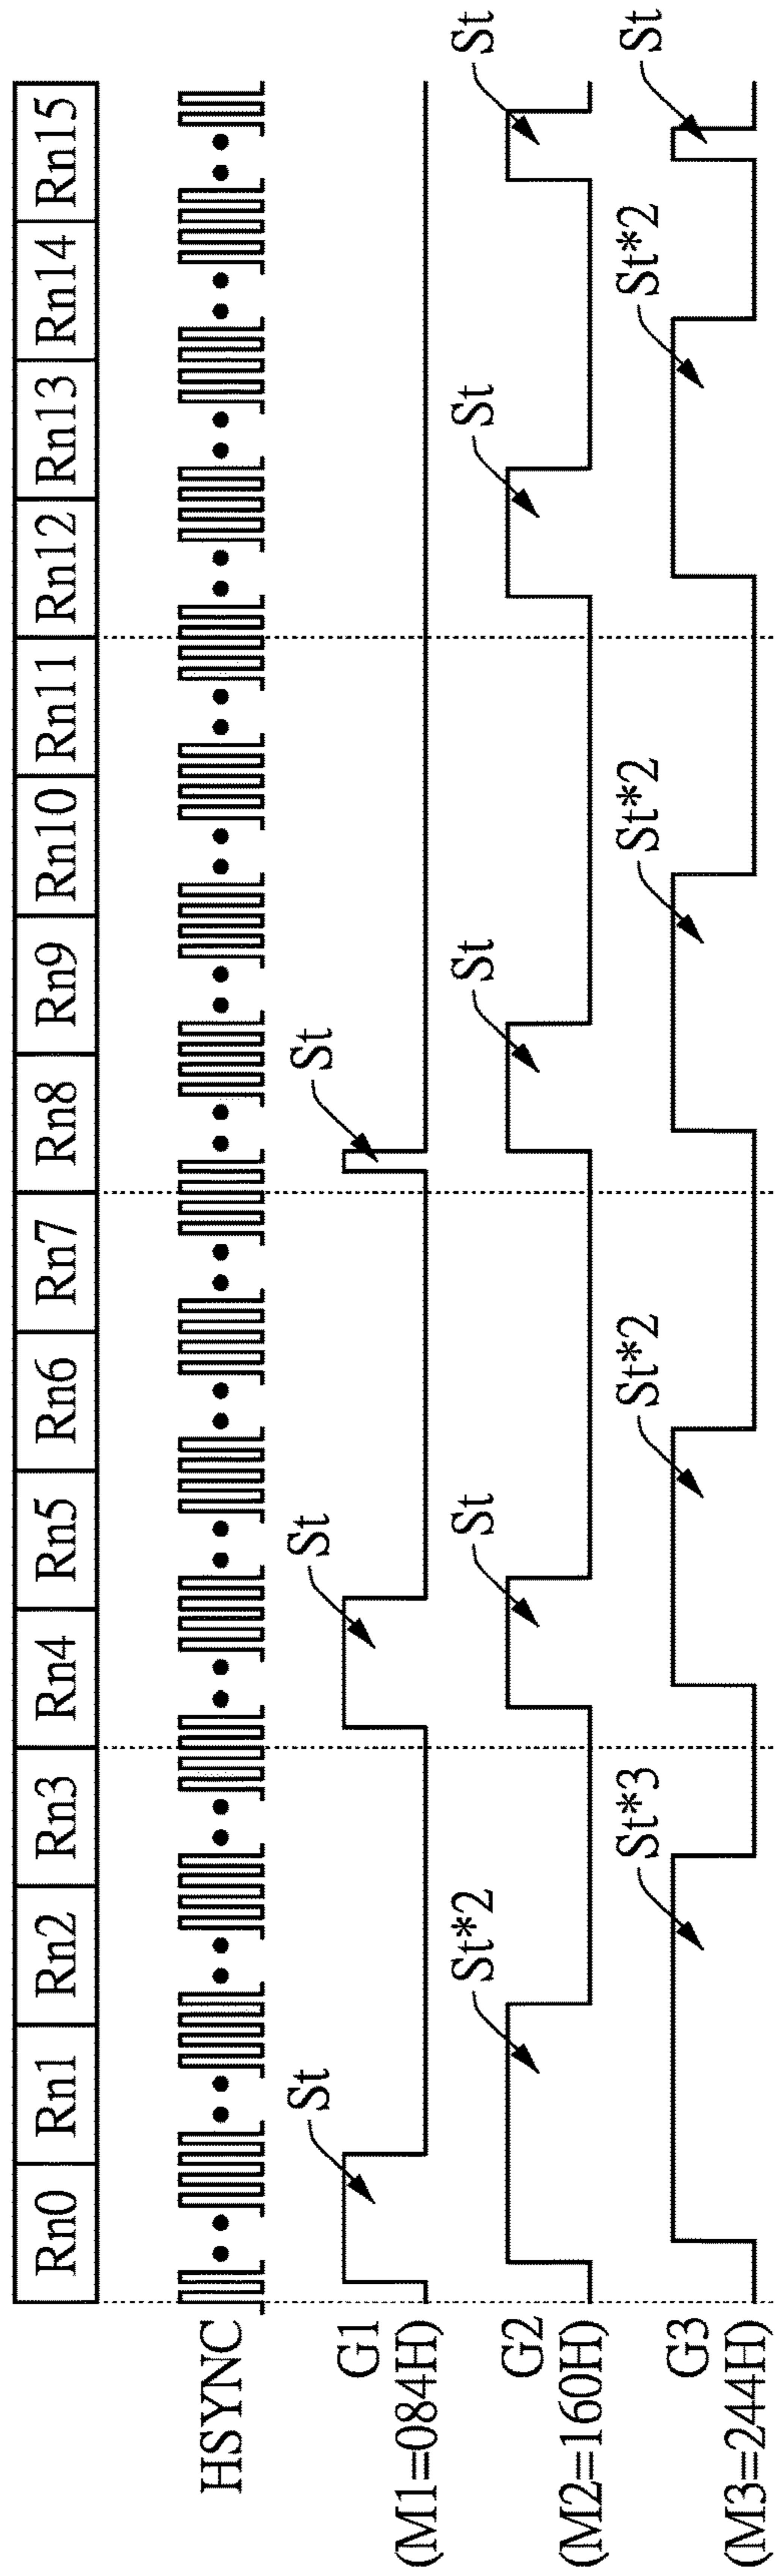 Rn0 Rn1 Rn2 Rn3 Rn4 Rn5 Rn6 Rn7 Rn8 Rn9 Rn10 Rn11 Rn12 Rn13 Rn14 Rn15
HSYNC
St St St
G1
(M1=084H)
St*2 St St St St
G2
(M2=160H)
St*3 St*2 St*2 St*2 St
G3
(M3=244H)